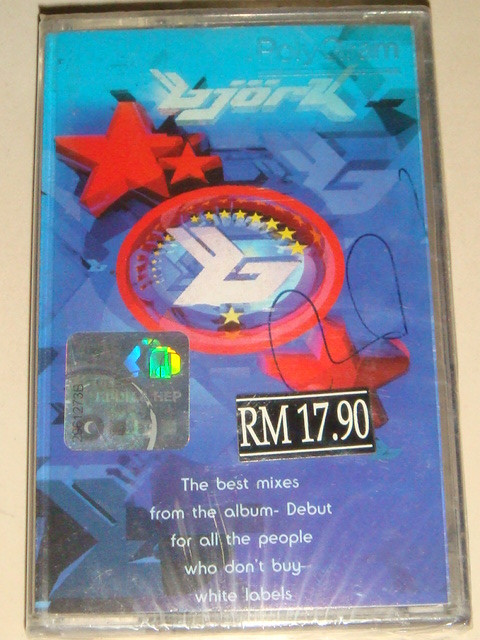 PolyGram
björk
RM 17.90
The best mixes
from the album- Debut
for all the people
who don't buy-
white labels